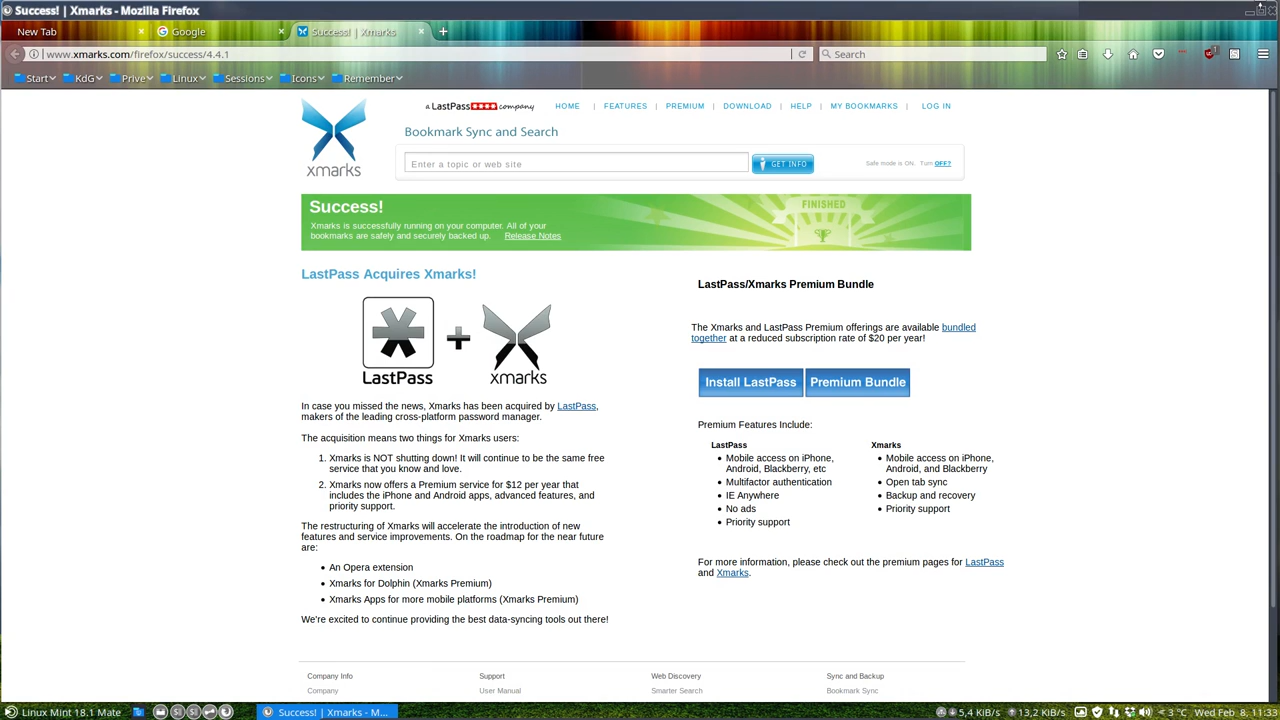 Success! | Xmarks - Mozilla Firefox
New Tab
Google
Success! | Xmarks
www.xmarks.com/firefox/success/4.4.1
Search
Start
KdG
Prive
Linux
Sessions
Icons
Remember
xmarks
a LastPass company
HOME | FEATURES | PREMIUM | DOWNLOAD | HELP | MY BOOKMARKS | LOG IN
Bookmark Sync and Search
Enter a topic or web site
GET INFO
Safe mode is ON. Turn OFF?
Success!
Xmarks is successfully running on your computer. All of your
bookmarks are safely and securely backed up. Release Notes
FINISHED
LastPass Acquires Xmarks!
LastPass
xmarks
In case you missed the news, Xmarks has been acquired by LastPass,
makers of the leading cross-platform password manager.
The acquisition means two things for Xmarks users:
1. Xmarks is NOT shutting down! It will continue to be the same free
service that you know and love.
2. Xmarks now offers a Premium service for $12 per year that
includes the iPhone and Android apps, advanced features, and
priority support.
The restructuring of Xmarks will accelerate the introduction of new
features and service improvements. On the roadmap for the near future
are:
• An Opera extension
• Xmarks for Dolphin (Xmarks Premium)
• Xmarks Apps for more mobile platforms (Xmarks Premium)
We're excited to continue providing the best data-syncing tools out there!
LastPass/Xmarks Premium Bundle
The Xmarks and LastPass Premium offerings are available bundled
together at a reduced subscription rate of $20 per year!
Install LastPass
Premium Bundle
Premium Features Include:
LastPass
• Mobile access on iPhone,
Android, Blackberry, etc
• Multifactor authentication
• IE Anywhere
• No ads
• Priority support
Xmarks
• Mobile access on iPhone,
Android, and Blackberry
• Open tab sync
• Backup and recovery
• Priority support
For more information, please check out the premium pages for LastPass
and Xmarks.
Company Info
Company
Support
User Manual
Web Discovery
Smarter Search
Sync and Backup
Bookmark Sync
Linux Mint 18.1 Mate
Success! | Xmarks - M...
5,4 KiB/s
13,2 KiB/s
< 3 °C
Wed Feb 8, 11:33